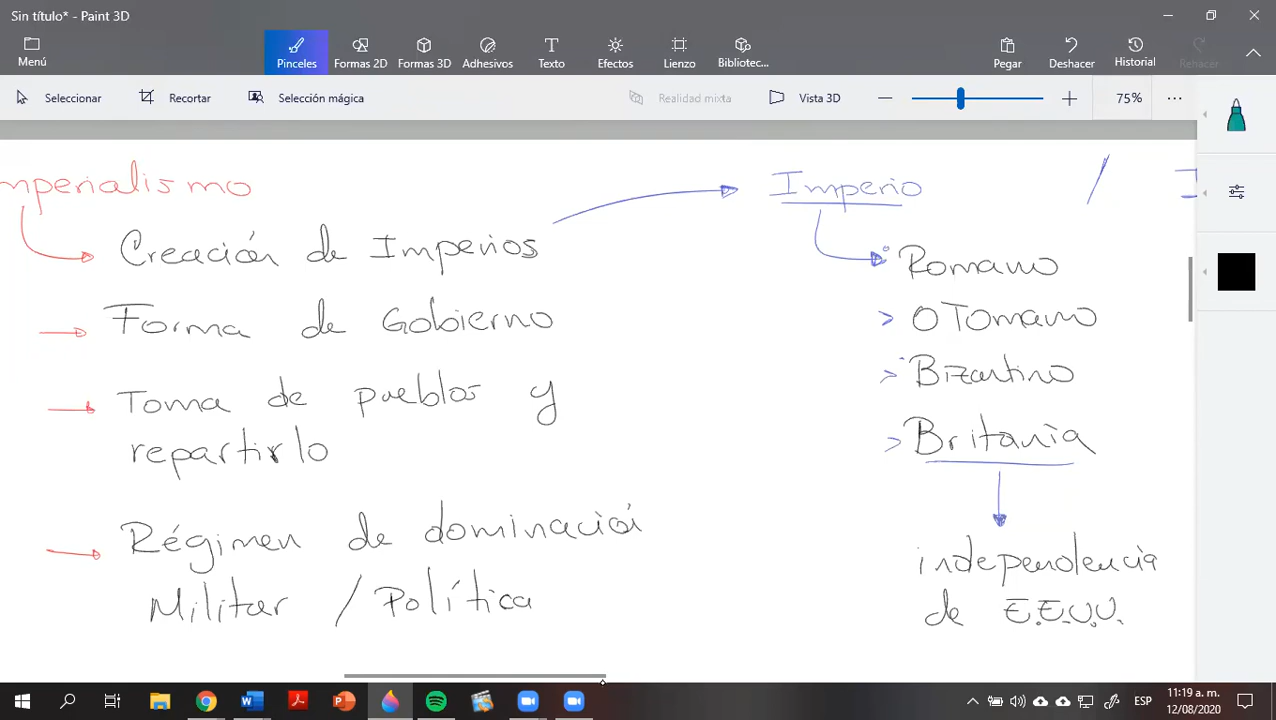 Sin título* - Paint 3D
Menú
Pinceles
Formas 2D
Formas 3D
Adhesivos
Texto
Efectos
Lienzo
Bibliotec...
Pegar
Deshacer
Historial
Rehacer
Seleccionar
Recortar
Selección mágica
Realidad mixta
Vista 3D
75%
mperialismo
Creación de Imperios
Forma de Gobierno
Toma de pueblos y
repartirlo
Régimen de dominación
Militar / Política
Imperio / I
Romano
> OTomano
> Bizantino
> Britania
independencia
de E.E.U.U.
ESP
11:19 a. m.
12/08/2020